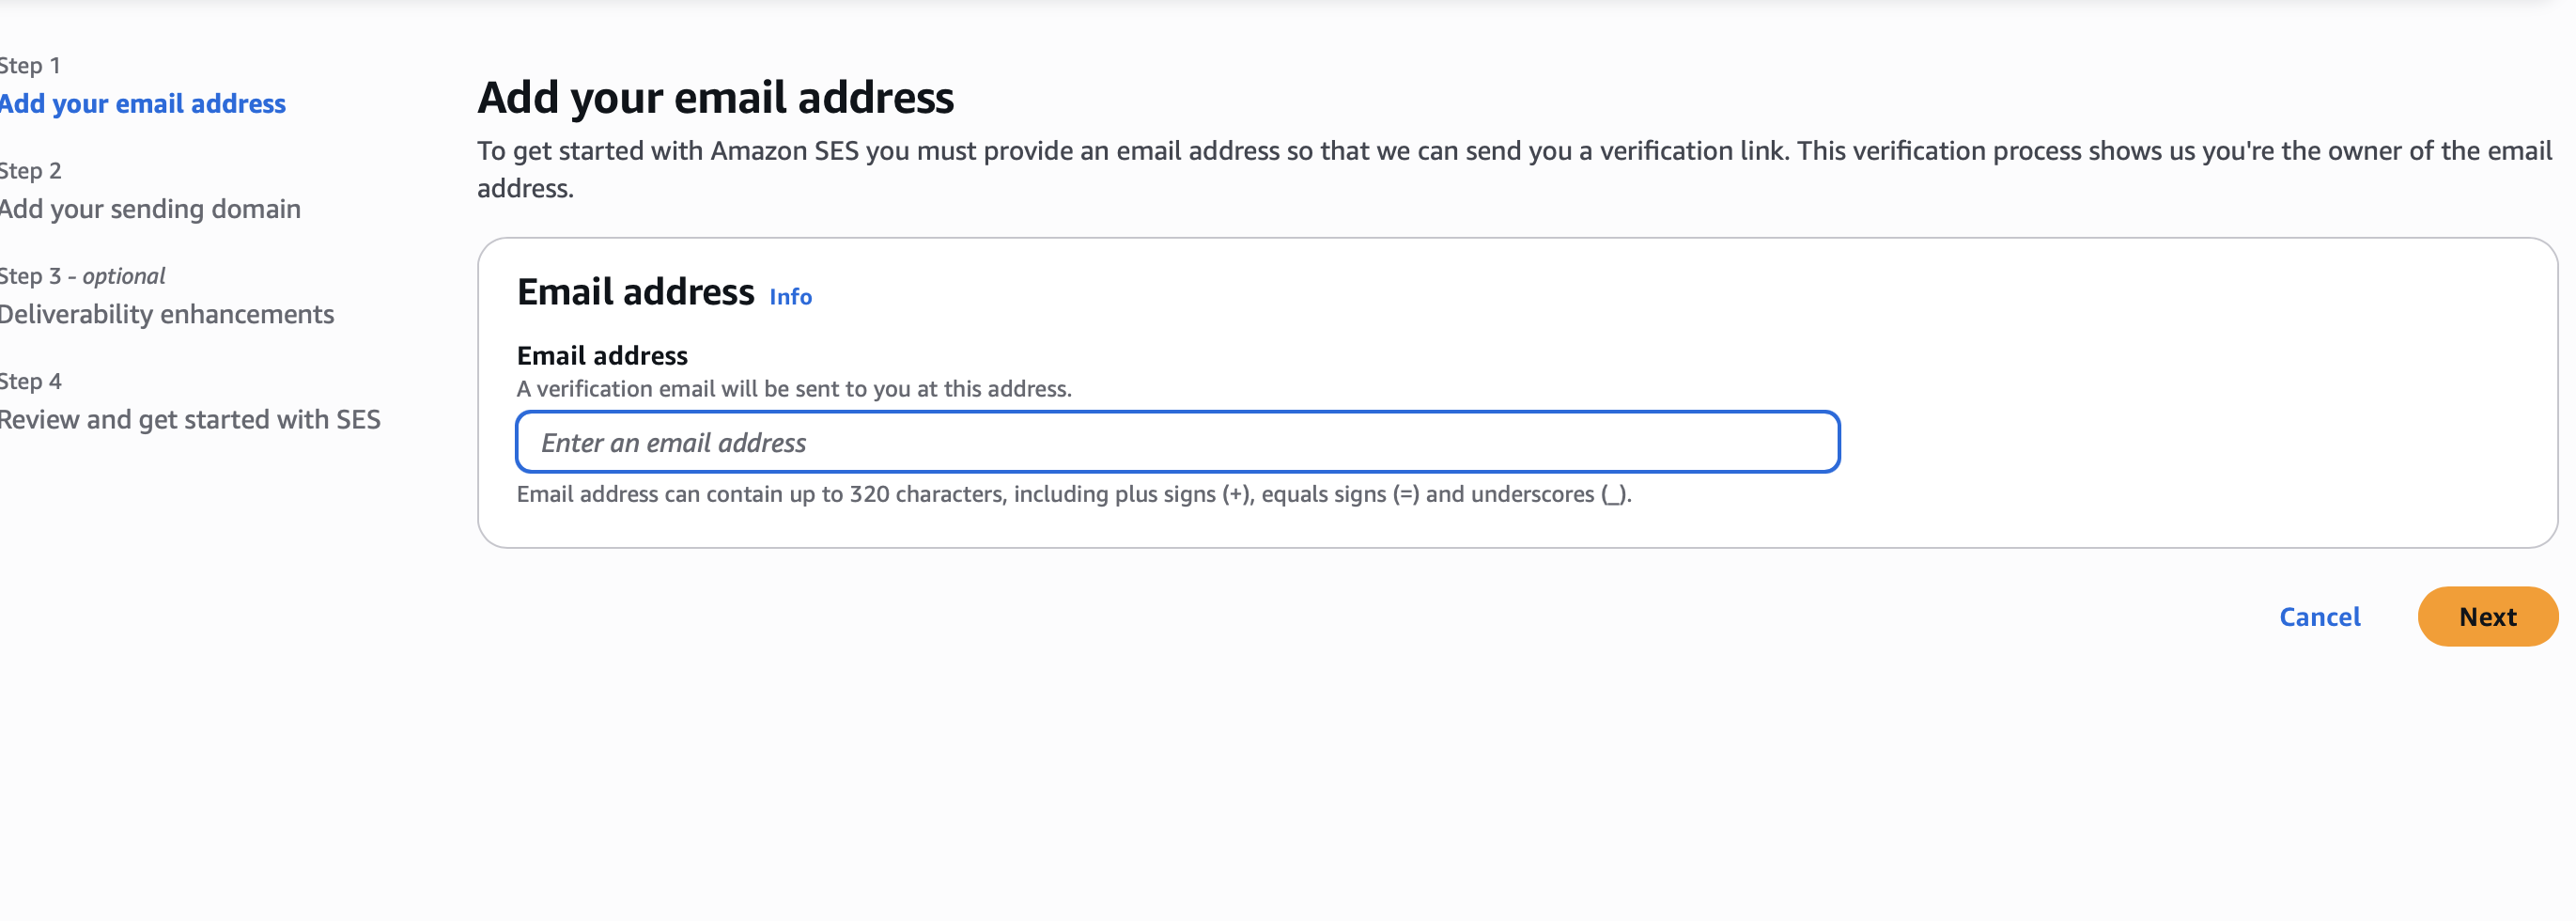 Step 1
Add your email address
Step 2
Add your sending domain
Step 3 - optional
Deliverability enhancements
Step 4
Review and get started with SES
Add your email address
To get started with Amazon SES you must provide an email address so that we can send you a verification link. This verification process shows us you're the owner of the email
address.
Email address Info
Email address
A verification email will be sent to you at this address.
Enter an email address
Email address can contain up to 320 characters, including plus signs (+), equals signs (=) and underscores (_).
Cancel
Next